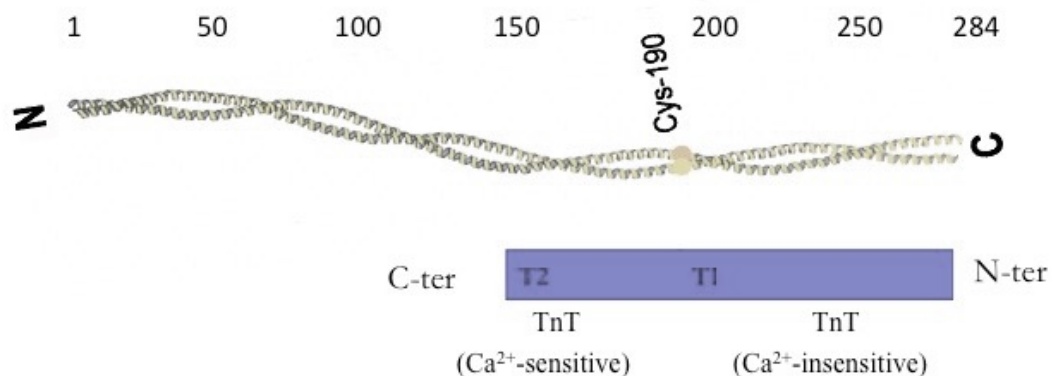 1 50 100 150 200 250 284
Cys-190
N
C
C-ter T2 T1 N-ter
TnT TnT
(Ca²⁺-sensitive) (Ca²⁺-insensitive)